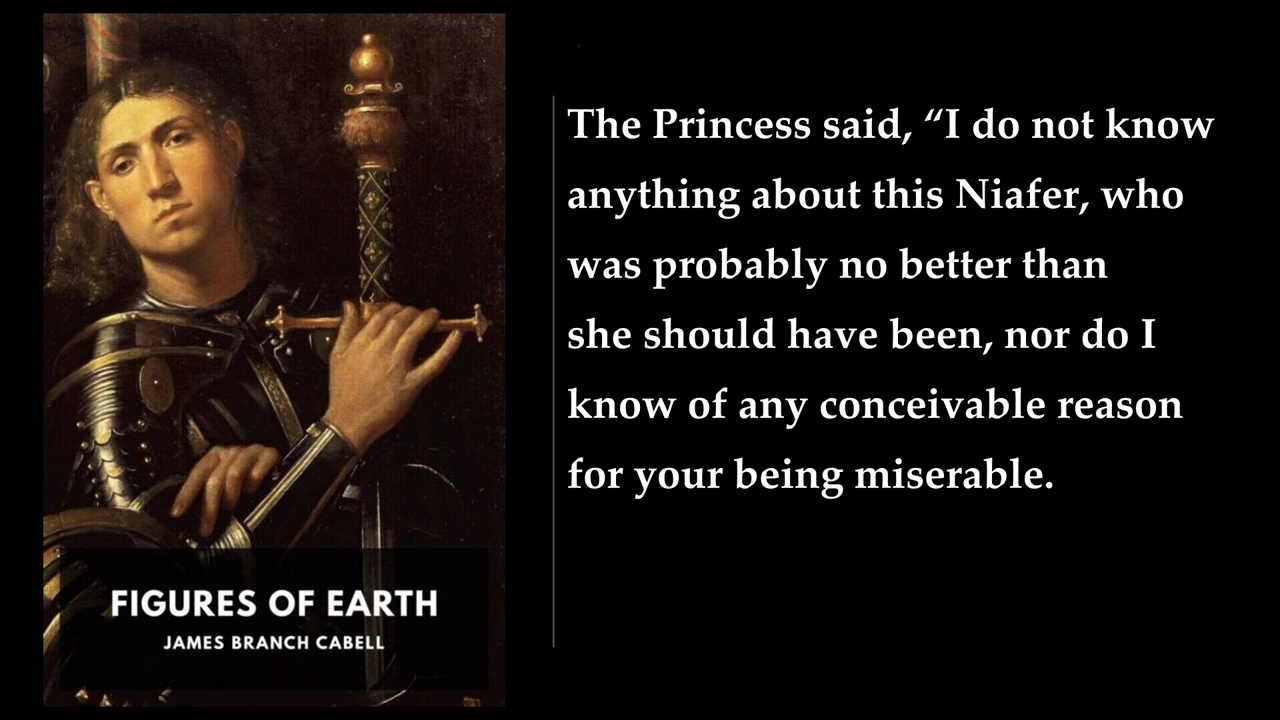 The Princess said, “I do not know
anything about this Niafer, who
was probably no better than
she should have been, nor do I
know of any conceivable reason
for your being miserable.
FIGURES OF EARTH
JAMES BRANCH CABELL